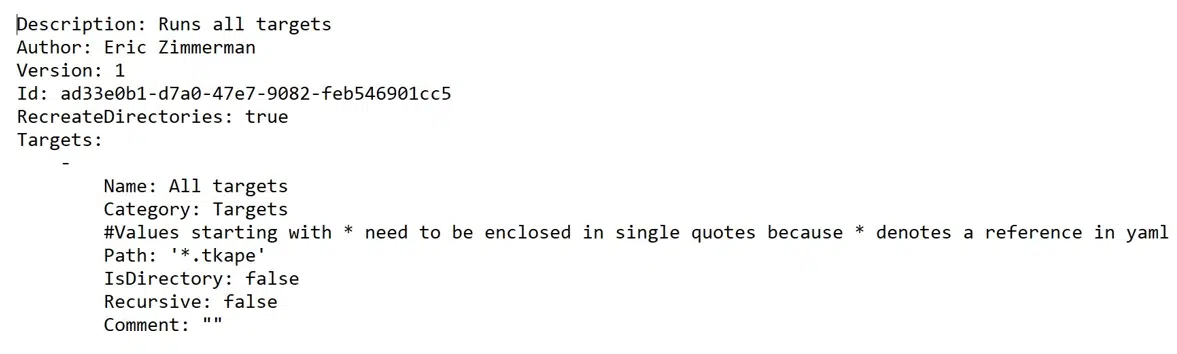 Description: Runs all targets
Author: Eric Zimmerman
Version: 1
Id: ad33e0b1-d7a0-47e7-9082-feb546901cc5
RecreateDirectories: true
Targets:
    -
        Name: All targets
        Category: Targets
        #Values starting with * need to be enclosed in single quotes because * denotes a reference in yaml
        Path: '*.tkape'
        IsDirectory: false
        Recursive: false
        Comment: ""